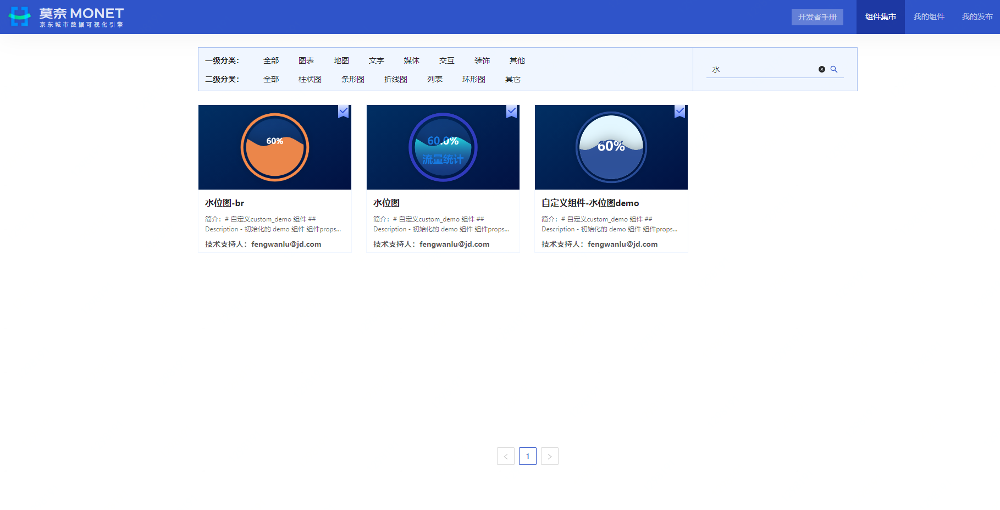 莫奈 MONET
京东城市数据可视化引擎
开发者手册 组件集市 我的组件 我的发布
一级分类： 全部 图表 地图 文字 媒体 交互 装饰 其他
二级分类： 全部 柱状图 条形图 折线图 列表 环形图 其它
水
60%
60.0%
流量统计
60%
水位图-br
简介：# 自定义custom_demo 组件 ##
Description - 初始化的 demo 组件 组件props...
技术支持人：fengwanlu@jd.com
水位图
简介：# 自定义custom_demo 组件 ##
Description - 初始化的 demo 组件 组件props...
技术支持人：fengwanlu@jd.com
自定义组件-水位图demo
简介：# 自定义custom_demo 组件 ##
Description - 初始化的 demo 组件 组件props...
技术支持人：fengwanlu@jd.com
< 1 >